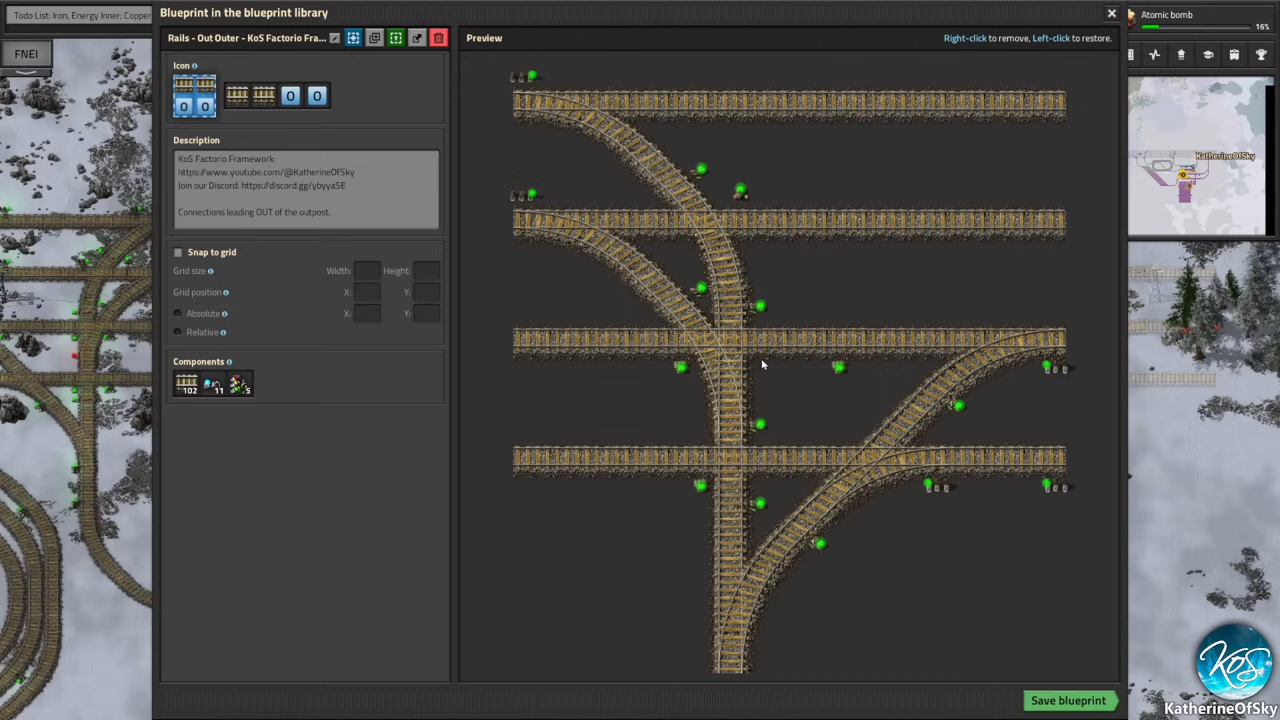 Todo List: Iron, Energy Inner; Copper
FNEI
Blueprint in the blueprint library
Rails - Out Outer - KoS Factorio Fra...
Icon
0 0 0 0
Description
KoS Factorio Framework:
https://www.youtube.com/@KatherineOfSky
Join our Discord: https://discord.gg/ybyyaSE
Connections leading OUT of the outpost.
Snap to grid
Grid size Width: Height:
Grid position X: Y:
Absolute X: Y:
Relative
Components
102 11 5
Preview
Right-click to remove, Left-click to restore.
Save blueprint
Atomic bomb
16%
KatherineOfSky
KoS
KatherineOfSky